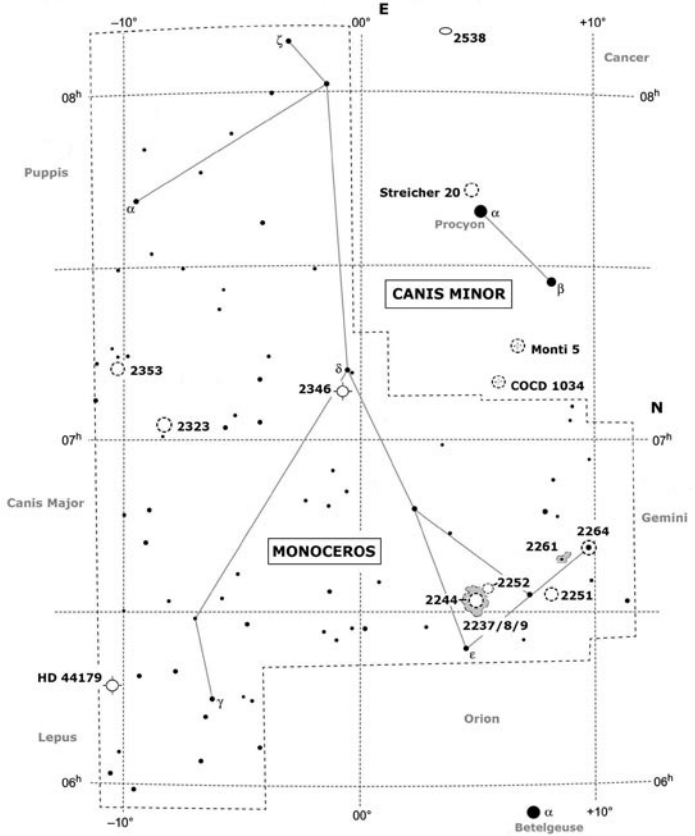 E
–10°
00°
+10°
2538
ζ
Cancer
08h
08h
Puppis
Streicher 20
α
α
Procyon
CANIS MINOR
β
Monti 5
2353
δ
2346
COCD 1034
N
2323
07h
07h
Canis Major
Gemini
2264
MONOCEROS
2261
2252
2244
2251
2237/8/9
ε
HD 44179
γ
Orion
Lepus
06h
06h
–10°
00°
+10°
α
Betelgeuse